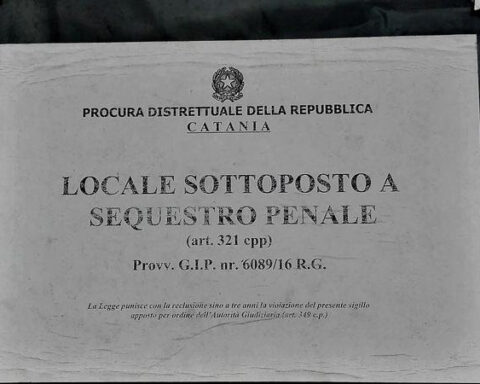 PROCURA DISTRETTUALE DELLA REPUBBLICA
CATANIA
LOCALE SOTTOPOSTO A
SEQUESTRO PENALE
(art. 321 cpp)
Provv. G.I.P. nr. 6089/16 R.G.
La Legge punisce con la reclusione sino a tre anni la violazione del presente sigillo
apposto per ordine dell'Autorità Giudiziaria (art. 349 c.p.)